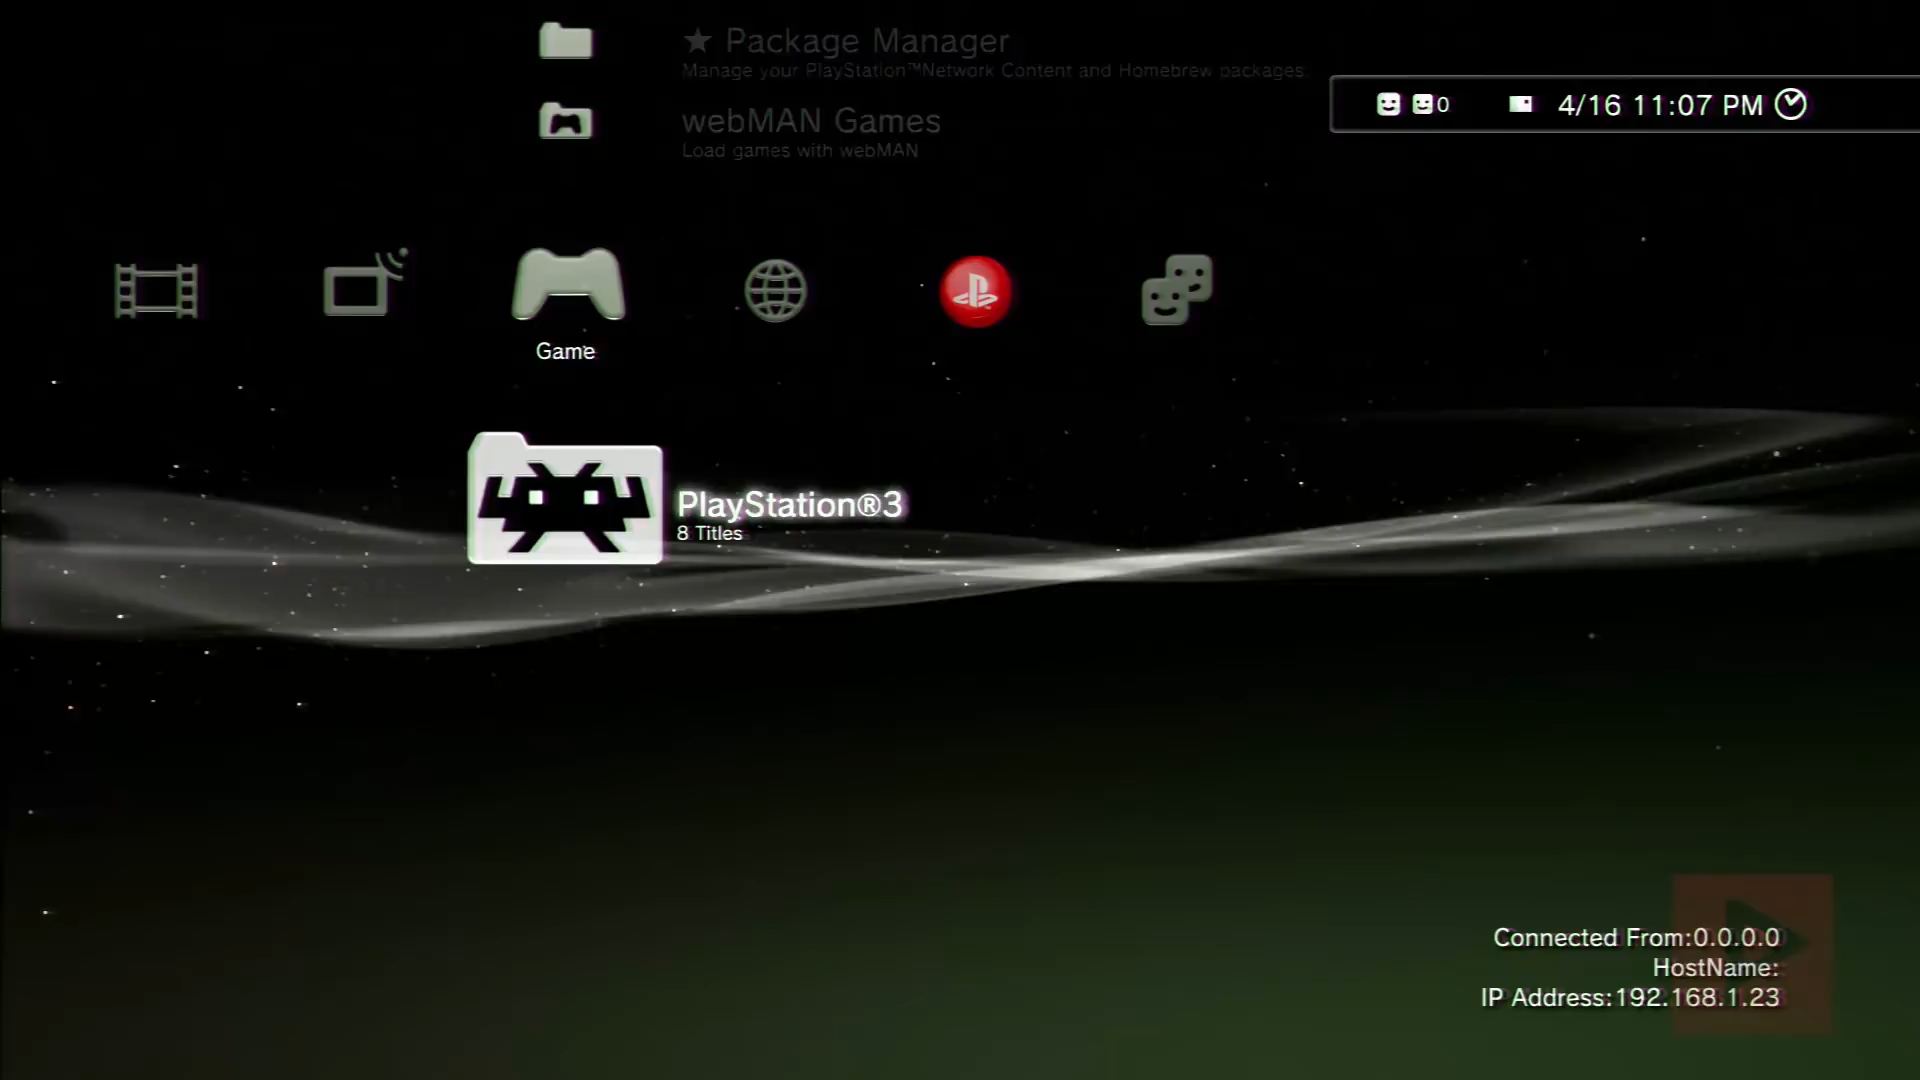 ★ Package Manager
Manage your PlayStation™Network Content and Homebrew packages.
webMAN Games
Load games with webMAN
0 4/16 11:07 PM
Game
PlayStation®3
8 Titles
Connected From:0.0.0.0
HostName:
IP Address:192.168.1.23